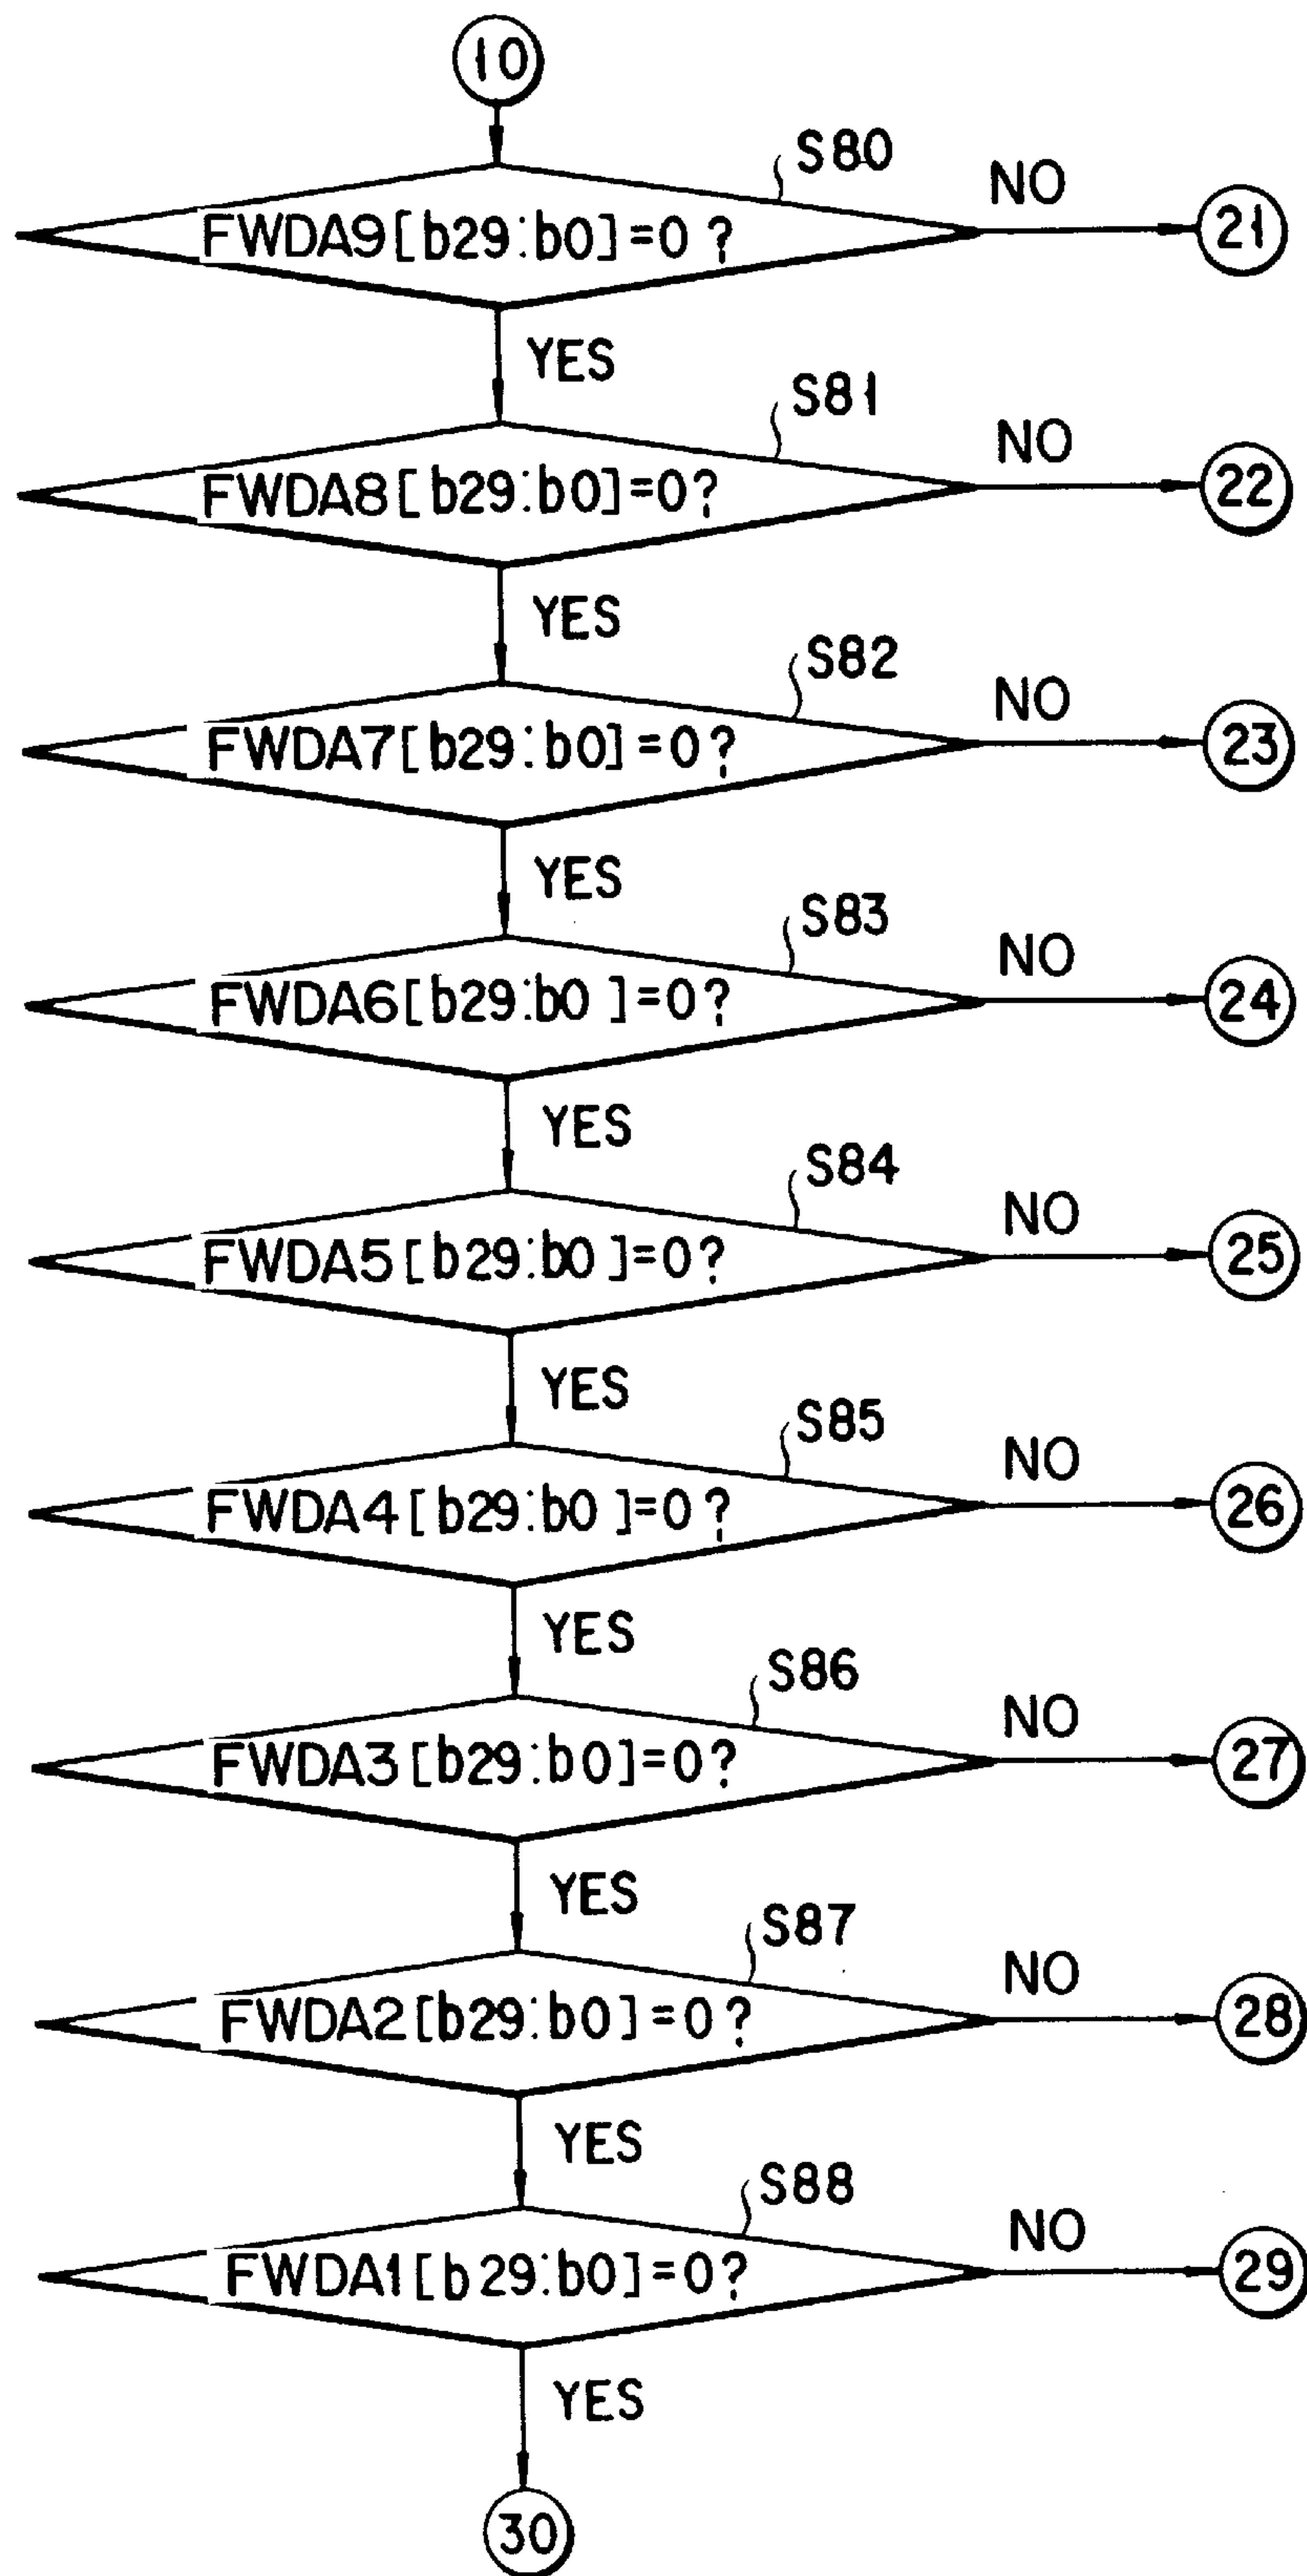 10
S80
NO
FWDA9[b29:b0]=0?
21
YES
S81
NO
FWDA8[b29:b0]=0?
22
YES
S82
NO
FWDA7[b29:b0]=0?
23
YES
S83
NO
FWDA6[b29:b0]=0?
24
YES
S84
NO
FWDA5[b29:b0]=0?
25
YES
S85
NO
FWDA4[b29:b0]=0?
26
YES
S86
NO
FWDA3[b29:b0]=0?
27
YES
S87
NO
FWDA2[b29:b0]=0?
28
YES
S88
NO
FWDA1[b29:b0]=0?
29
YES
30